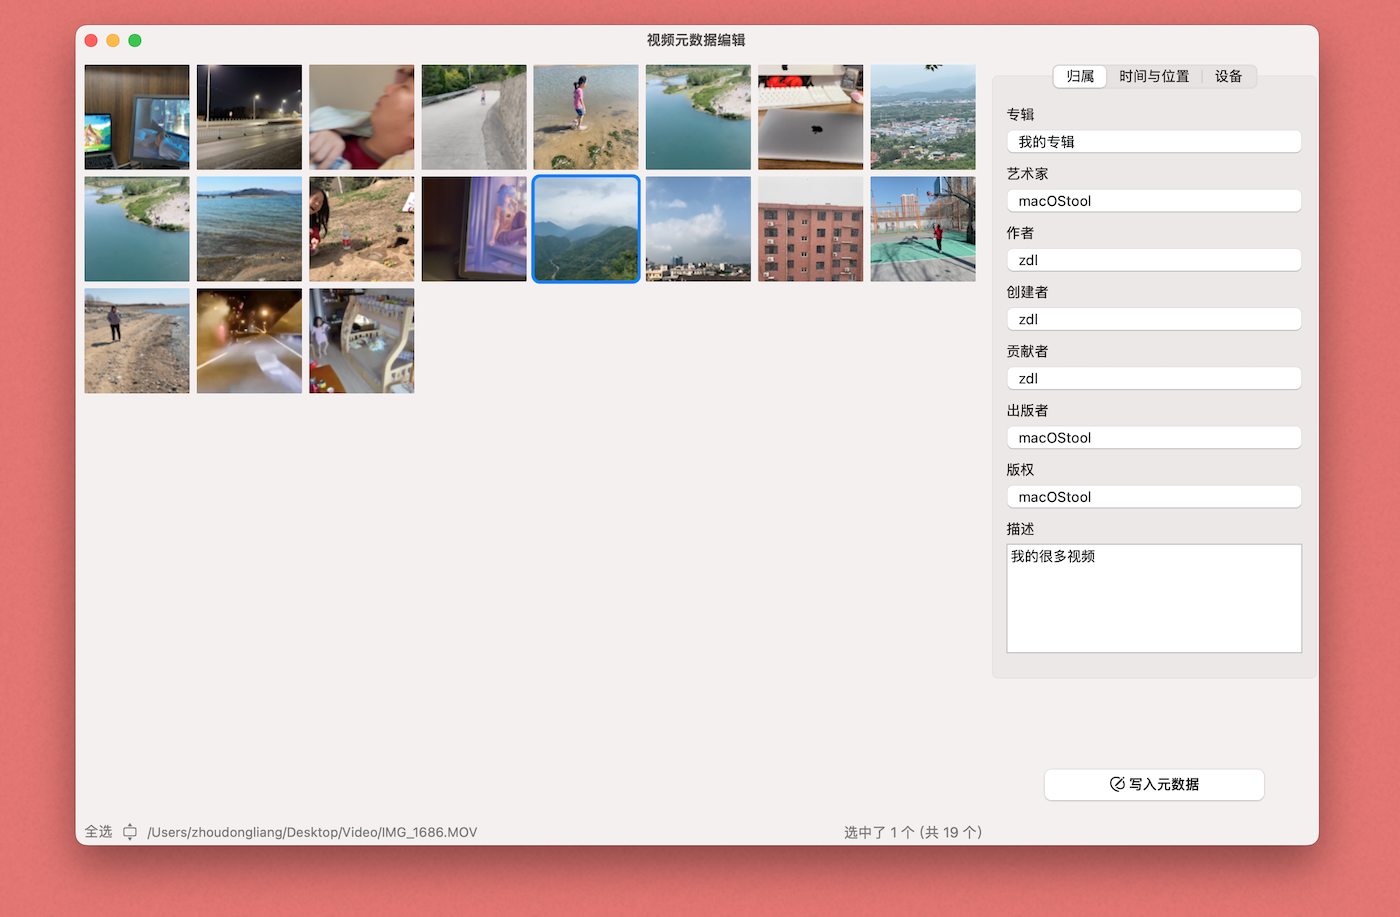 视频元数据编辑
归属 时间与位置 设备
专辑
我的专辑
艺术家
macOStool
作者
zdl
创建者
zdl
贡献者
zdl
出版者
macOStool
版权
macOStool
描述
我的很多视频
写入元数据
全选 /Users/zhoudongliang/Desktop/Video/IMG_1686.MOV 选中了 1 个 (共 19 个)